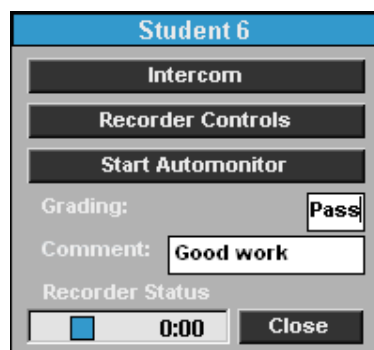 Student 6
Intercom
Recorder Controls
Start Automonitor
Grading: Pass
Comment: Good work
Recorder Status
0:00 Close